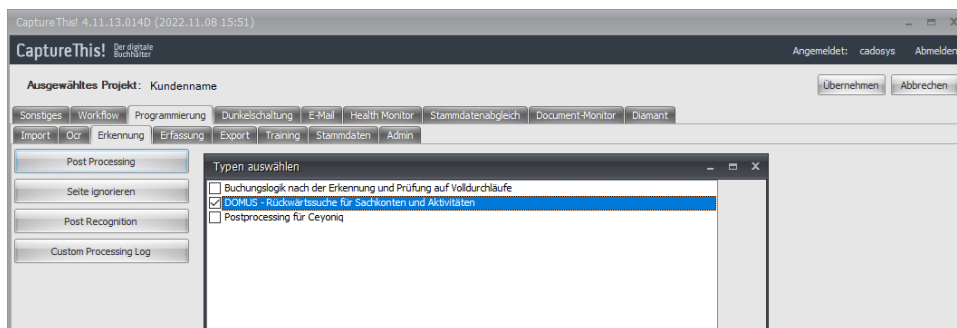 CaptureThis! 4.11.13.014D (2022.11.08 15:51)
CaptureThis! Der digitale Buchhalter
Angemeldet: cadosys Abmelden
Ausgewähltes Projekt: Kundenname
Übernehmen Abbrechen
Sonstiges Workflow Programmierung Dunkelschaltung E-Mail Health Monitor Stammdatenabgleich Document-Monitor Diamant
Import Ocr Erkennung Erfassung Export Training Stammdaten Admin
Post Processing
Typen auswählen
Buchungslogik nach der Erkennung und Prüfung auf Volldurchläufe
Seite ignorieren
DOMUS - Rückwärtssuche für Sachkonten und Aktivitäten
Postprocessing für Ceyoniq
Post Recognition
Custom Processing Log